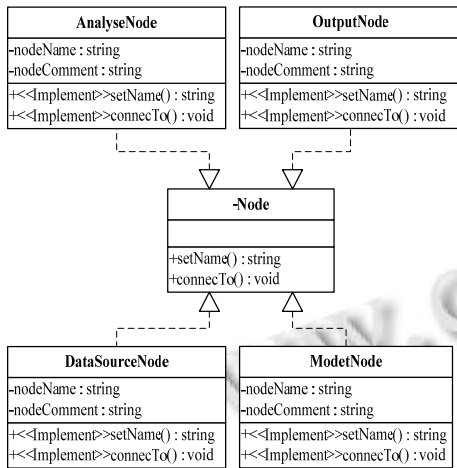 AnalyseNode
-nodeName : string
-nodeComment : string
+<<Implement>>setName() : string
+<<Implement>>connecTo() : void
OutputNode
-nodeName : string
-nodeComment : string
+<<Implement>>setName() : string
+<<Implement>>connecTo() : void
-Node
+setName() : string
+connecTo() : void
DataSourceNode
-nodeName : string
-nodeComment : string
+<<Implement>>setName() : string
+<<Implement>>connecTo() : void
ModetNode
-nodeName : string
-nodeComment : string
+<<Implement>>setName() : string
+<<Implement>>connecTo() : void